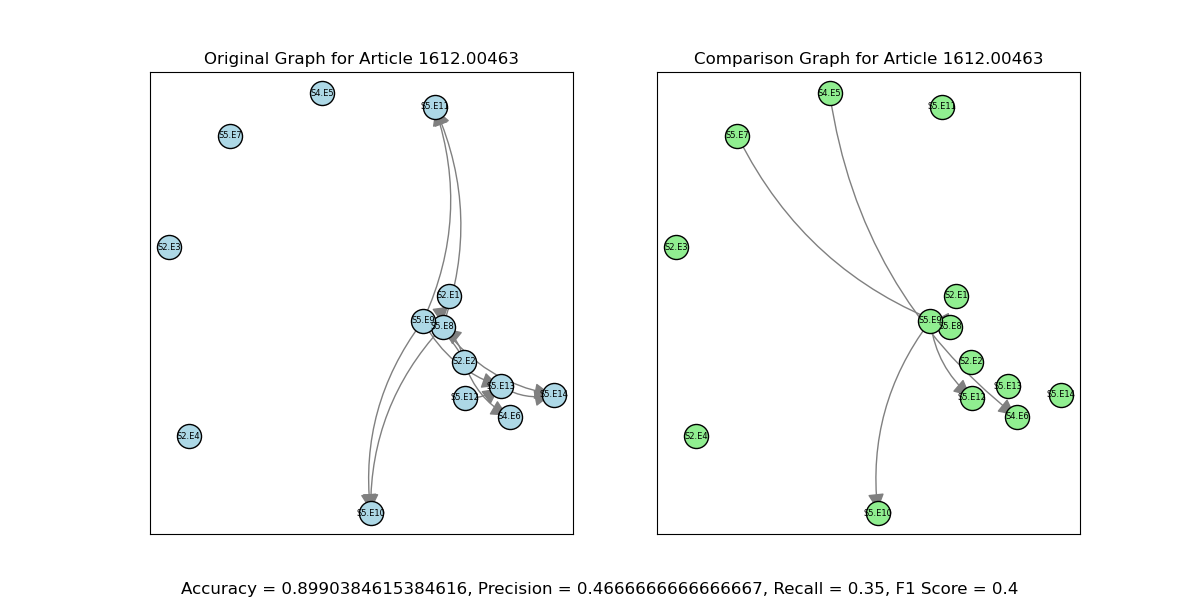 Original Graph for Article 1612.00463
S4.E5
S5.E11
S5.E7
S2.E3
S2.E1
S5.E9
S5.E8
S2.E2
S5.E13
S5.E12
S5.E14
S4.E6
S2.E4
S5.E10
Comparison Graph for Article 1612.00463
S4.E5
S5.E11
S5.E7
S2.E3
S2.E1
S5.E9
S5.E8
S2.E2
S5.E13
S5.E12
S5.E14
S4.E6
S2.E4
S5.E10
Accuracy = 0.8990384615384616, Precision = 0.4666666666666667, Recall = 0.35, F1 Score = 0.4